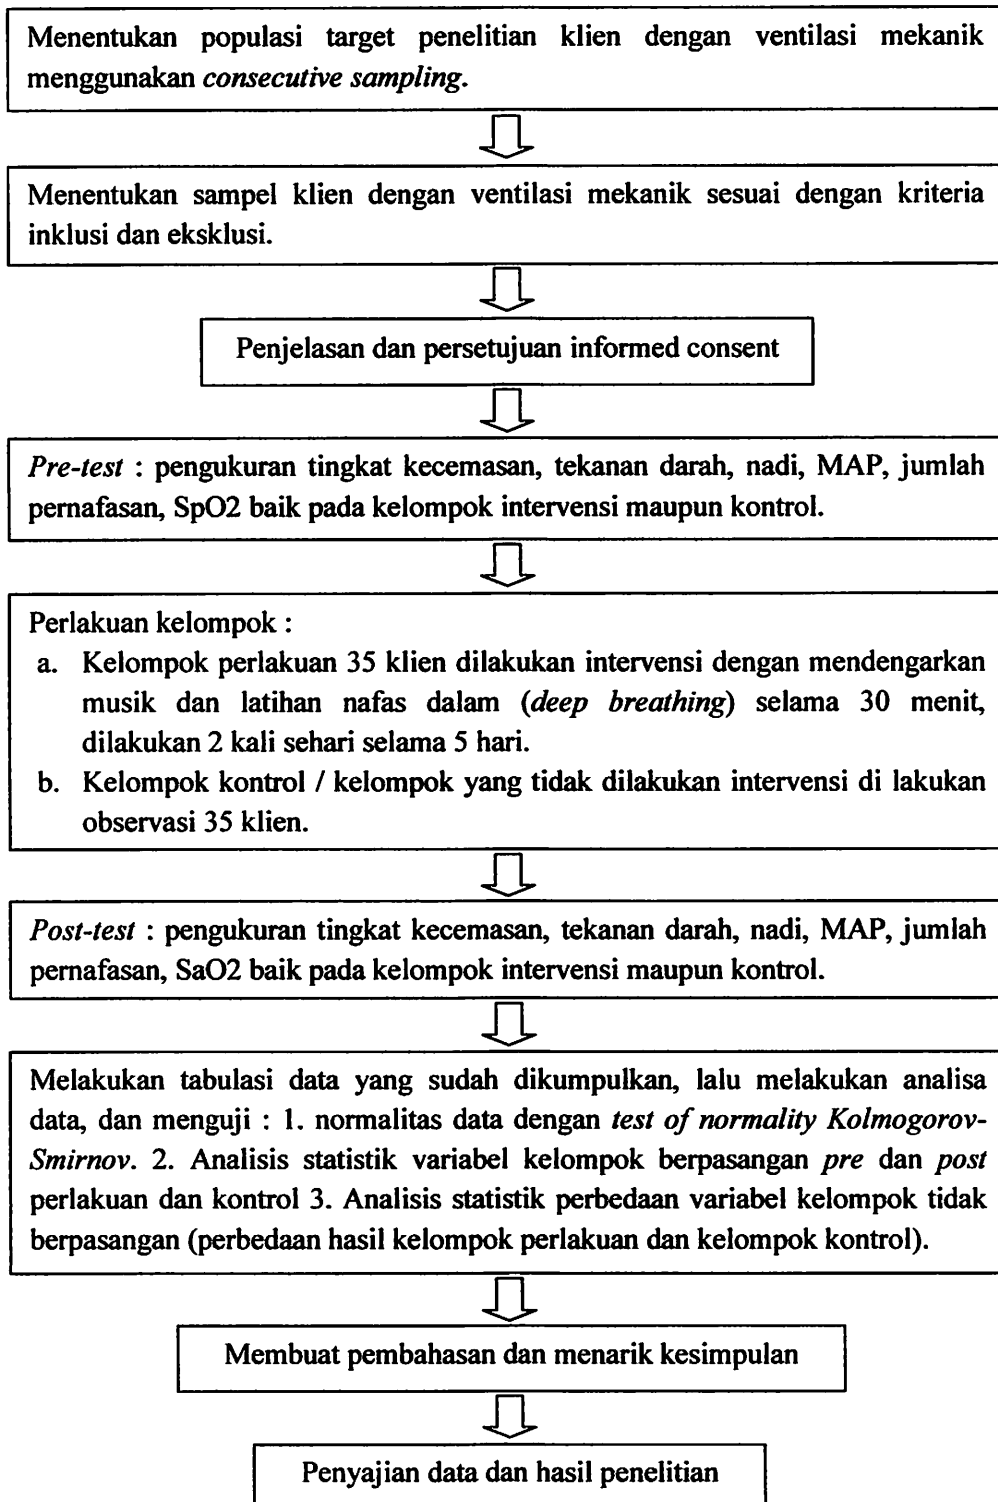 Menentukan populasi target penelitian klien dengan ventilasi mekanik
menggunakan consecutive sampling.
Menentukan sampel klien dengan ventilasi mekanik sesuai dengan kriteria
inklusi dan eksklusi.
Penjelasan dan persetujuan informed consent
Pre-test : pengukuran tingkat kecemasan, tekanan darah, nadi, MAP, jumlah
pernafasan, SpO2 baik pada kelompok intervensi maupun kontrol.
Perlakuan kelompok :
a. Kelompok perlakuan 35 klien dilakukan intervensi dengan mendengarkan
musik dan latihan nafas dalam (deep breathing) selama 30 menit,
dilakukan 2 kali sehari selama 5 hari.
b. Kelompok kontrol / kelompok yang tidak dilakukan intervensi di lakukan
observasi 35 klien.
Post-test : pengukuran tingkat kecemasan, tekanan darah, nadi, MAP, jumlah
pernafasan, SaO2 baik pada kelompok intervensi maupun kontrol.
Melakukan tabulasi data yang sudah dikumpulkan, lalu melakukan analisa
data, dan menguji : 1. normalitas data dengan test of normality Kolmogorov-
Smirnov. 2. Analisis statistik variabel kelompok berpasangan pre dan post
perlakuan dan kontrol 3. Analisis statistik perbedaan variabel kelompok tidak
berpasangan (perbedaan hasil kelompok perlakuan dan kelompok kontrol).
Membuat pembahasan dan menarik kesimpulan
Penyajian data dan hasil penelitian